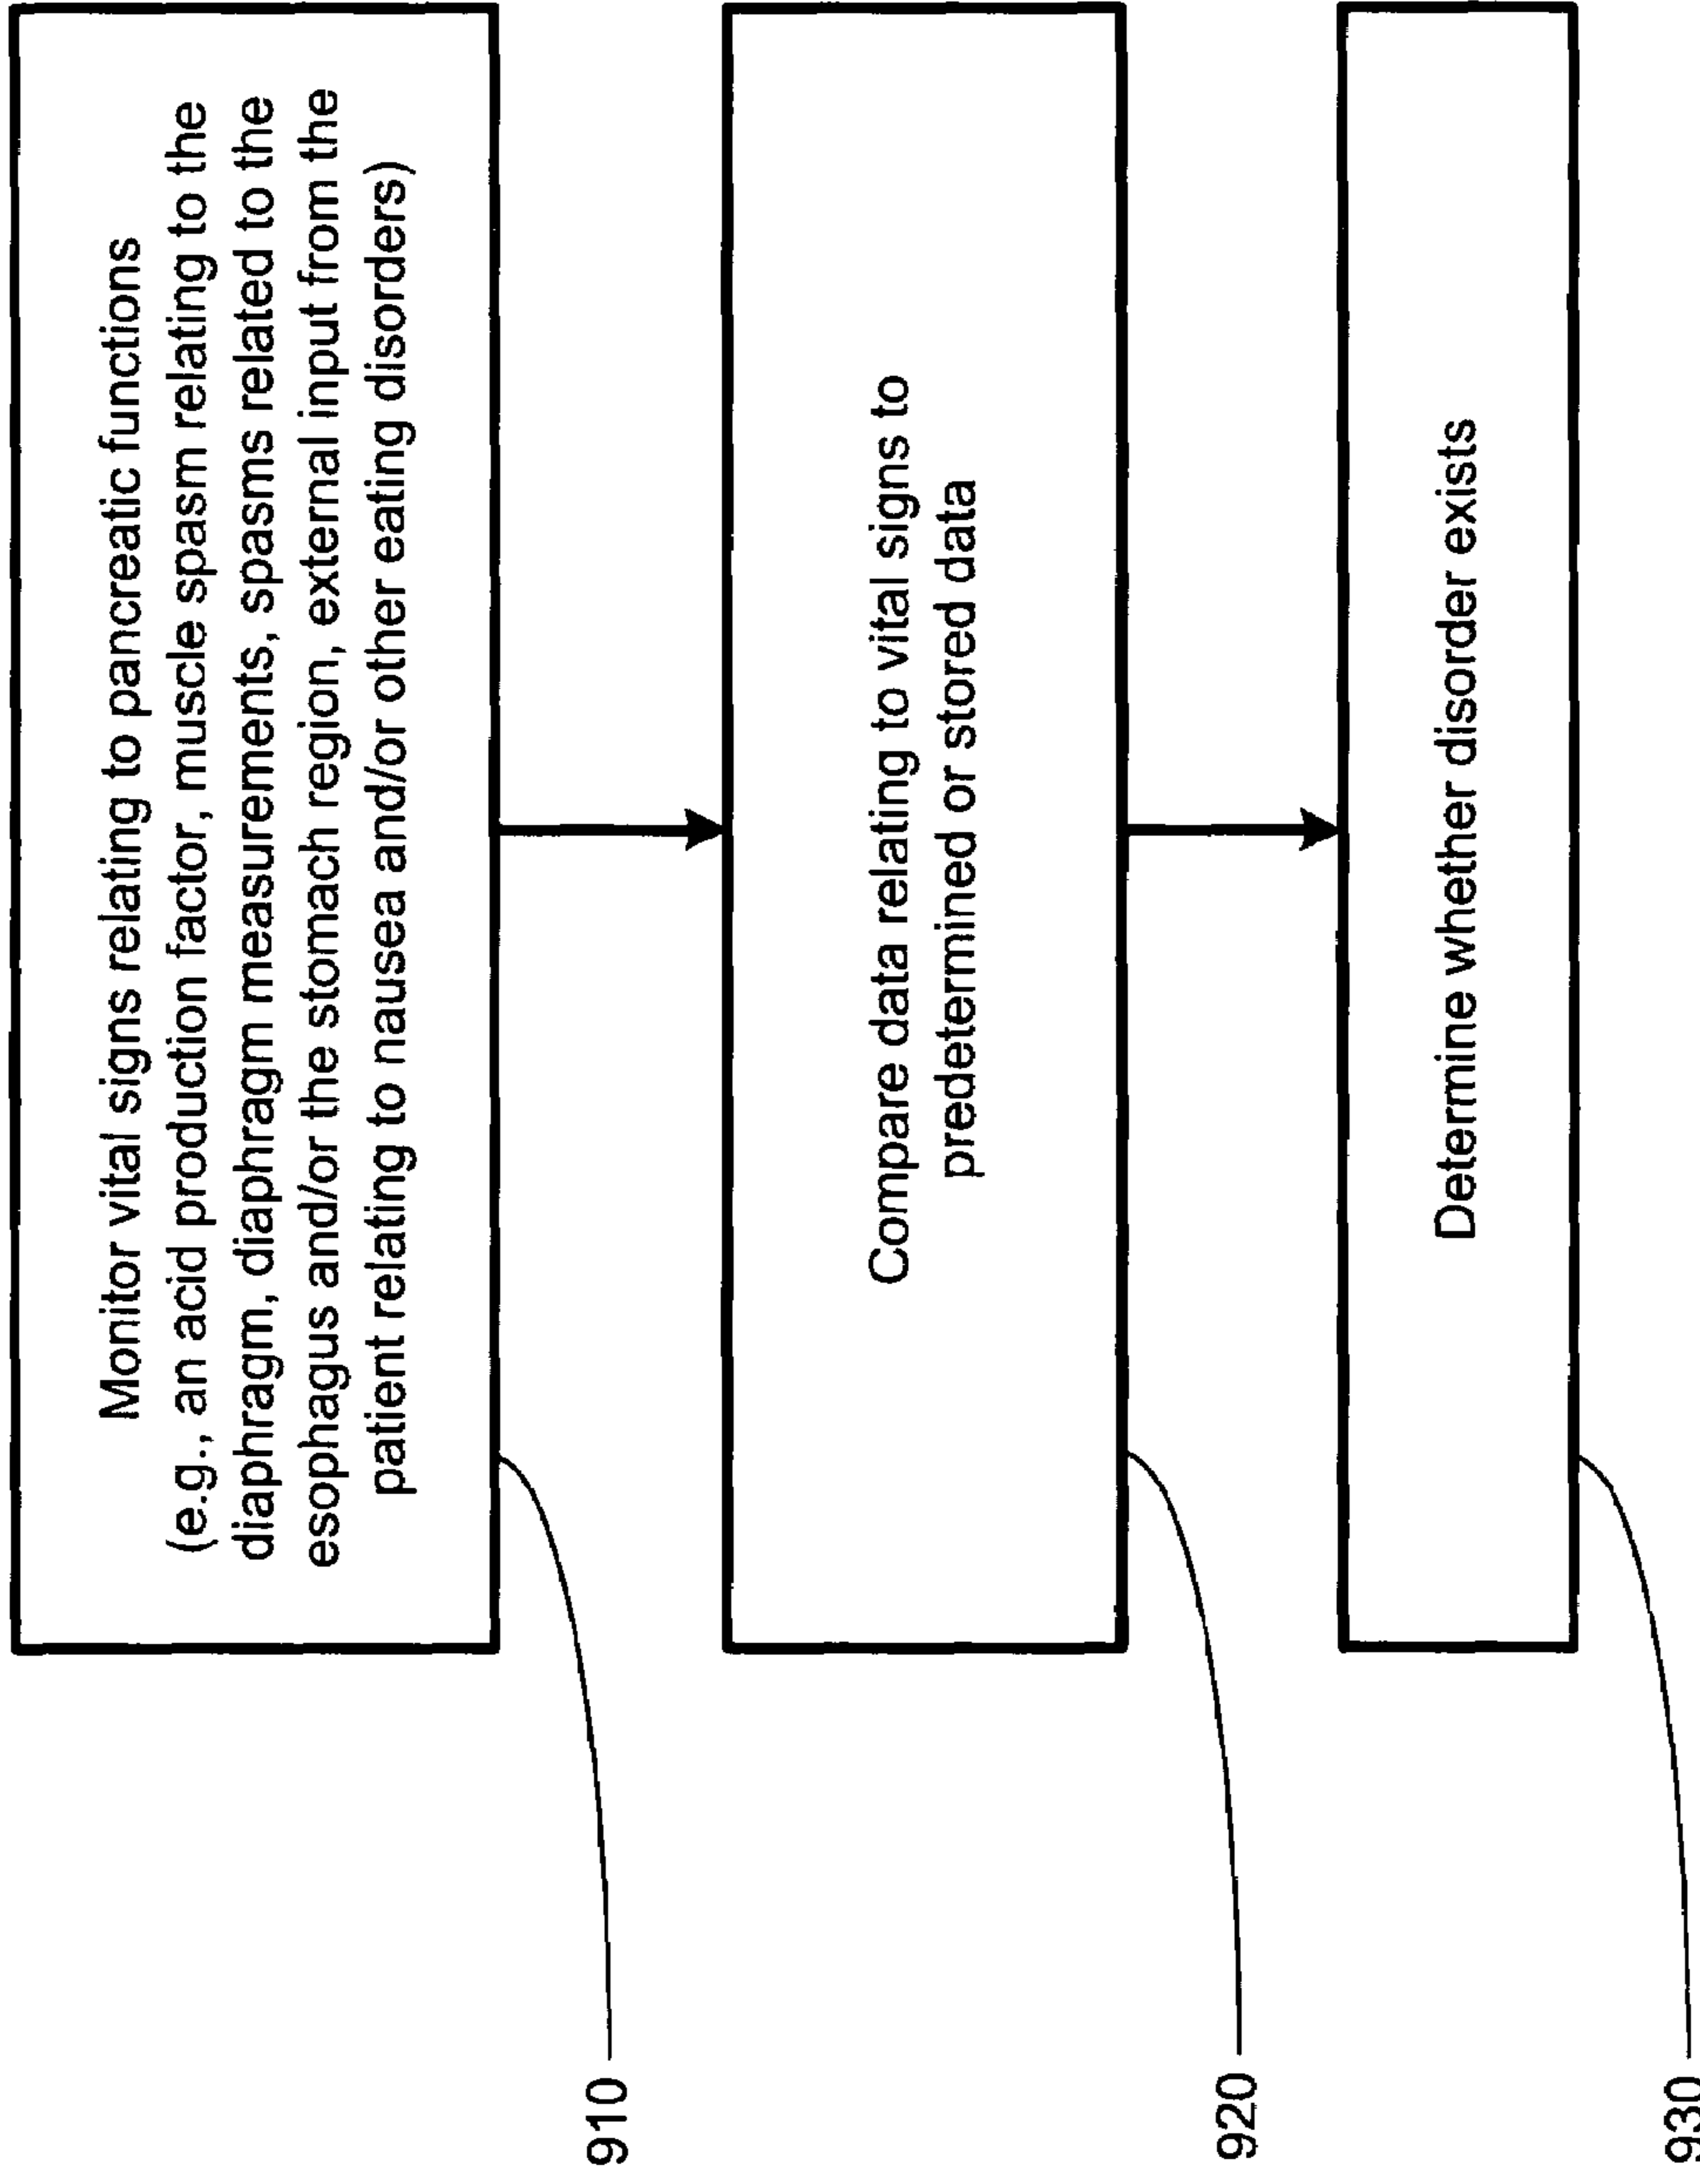 Monitor vital signs relating to pancreatic functions
(e.g., an acid production factor, muscle spasm relating to the
diaphragm, diaphragm measurements, spasms related to the
esophagus and/or the stomach region, external input from the
patient relating to nausea and/or other eating disorders)
910
Compare data relating to vital signs to
predetermined or stored data
920
Determine whether disorder exists
930